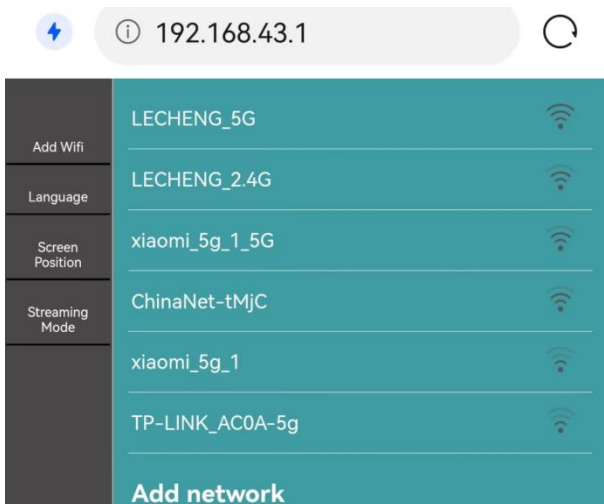 192.168.43.1
Add Wifi
Language
Screen
Position
Streaming
Mode
LECHENG_5G
LECHENG_2.4G
xiaomi_5g_1_5G
ChinaNet-tMjC
xiaomi_5g_1
TP-LINK_AC0A-5g
Add network